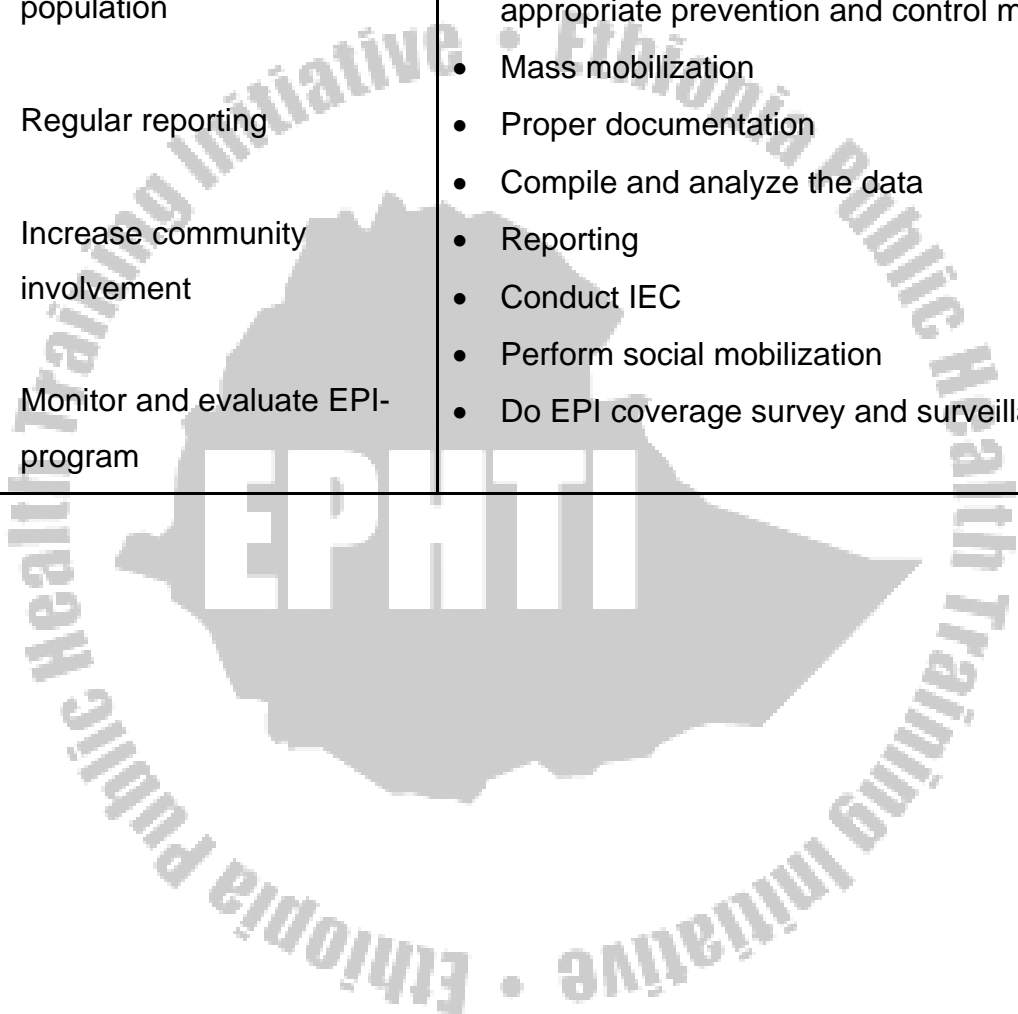 population
appropriate prevention and control m
• Mass mobilization
Regular reporting
• Proper documentation
• Compile and analyze the data
Increase community
involvement
• Reporting
• Conduct IEC
• Perform social mobilization
Monitor and evaluate EPI-
program
• Do EPI coverage survey and surveill
EPHTI
Ethiopia Public Health Training Initiative • Ethiopia Public Health Training Initiative •